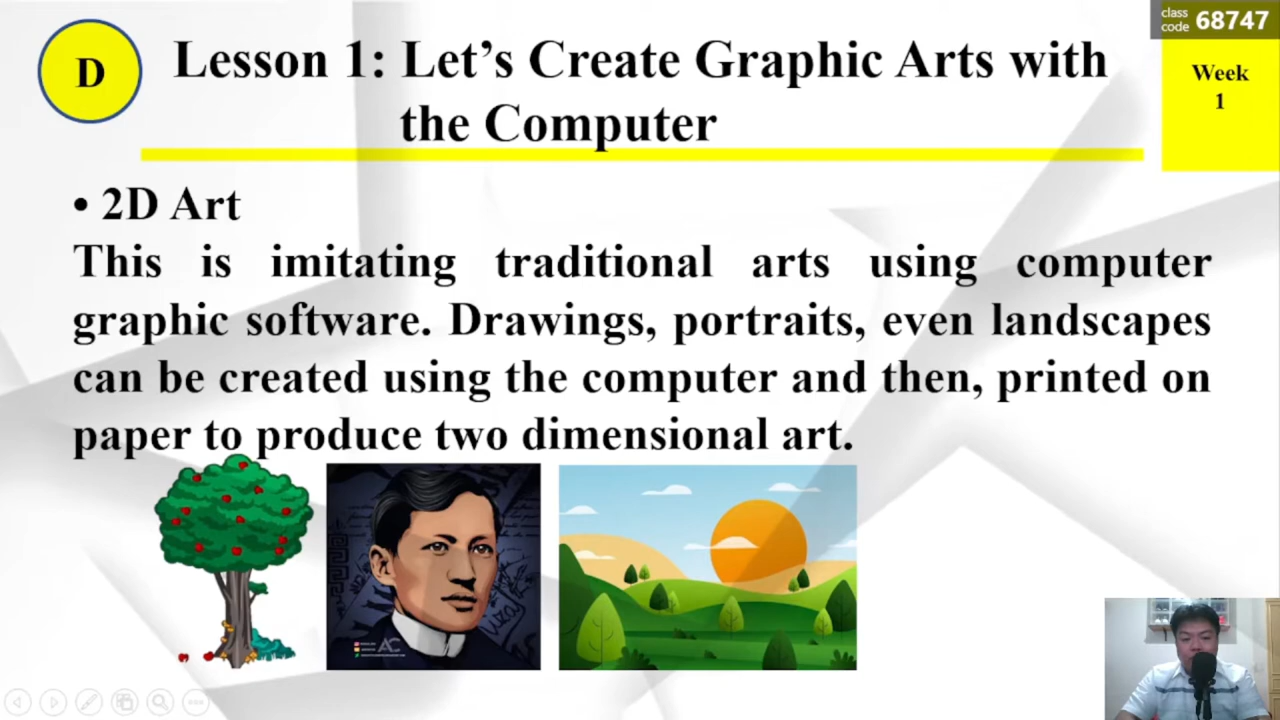 class
code 68747
D
Lesson 1: Let’s Create Graphic Arts with
the Computer
Week
1
• 2D Art
This is imitating traditional arts using computer
graphic software. Drawings, portraits, even landscapes
can be created using the computer and then, printed on
paper to produce two dimensional art.